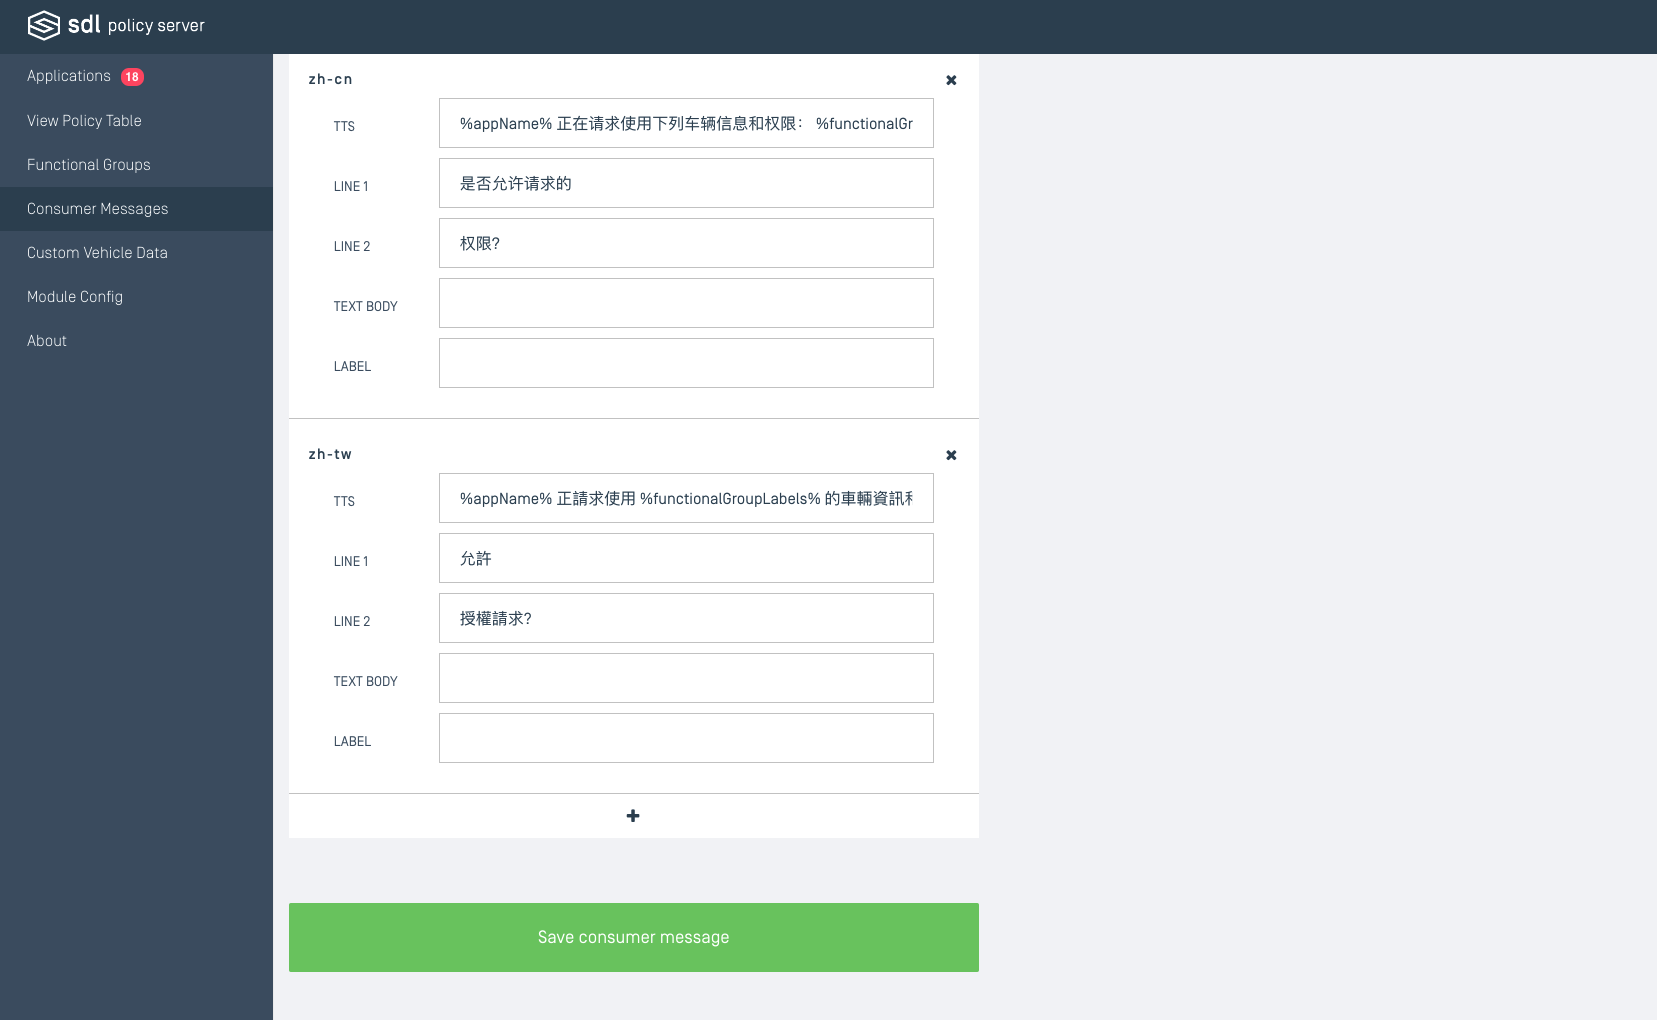 sdl policy server
Applications 18
View Policy Table
Functional Groups
Consumer Messages
Custom Vehicle Data
Module Config
About
zh-cn
TTS
%appName% 正在请求使用下列车辆信息和权限： %functionalGr
LINE 1
是否允许请求的
LINE 2
权限?
TEXT BODY
LABEL
zh-tw
TTS
%appName% 正請求使用 %functionalGroupLabels% 的車輛資訊
LINE 1
允許
LINE 2
授權請求?
TEXT BODY
LABEL
Save consumer message